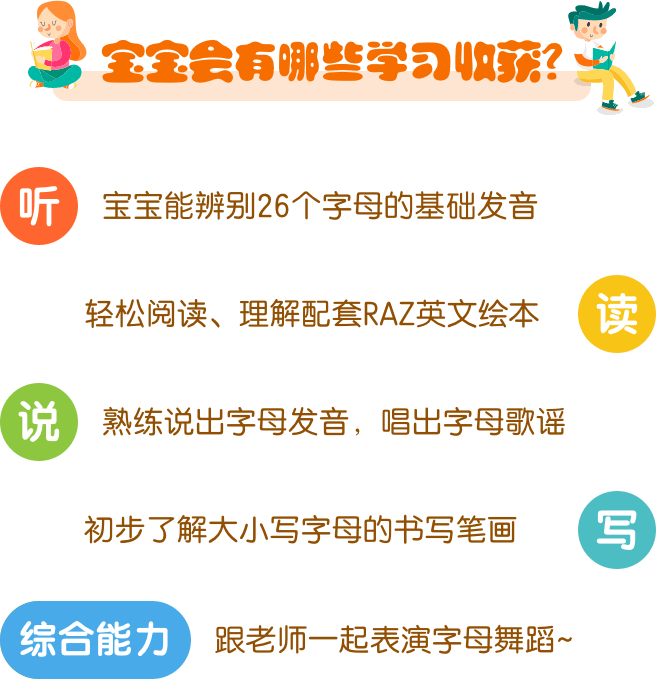 宝宝会有哪些学习收获?
听 宝宝能辨别26个字母的基础发音
轻松阅读、理解配套RAZ英文绘本 读
说 熟练说出字母发音，唱出字母歌谣
初步了解大小写字母的书写笔画 写
综合能力 跟老师一起表演字母舞蹈~